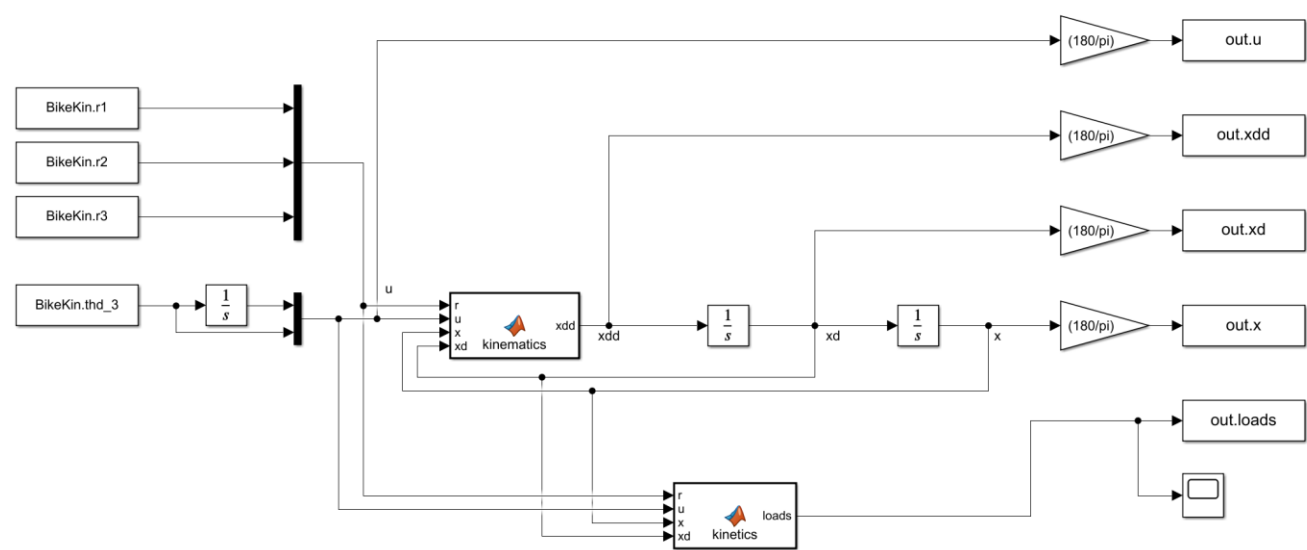 (180/pi)
out.u
BikeKin.r1
(180/pi)
out.xdd
BikeKin.r2
BikeKin.r3
(180/pi)
out.xd
u
BikeKin.thd_3
1
s
r
u
x
xd
xdd
kinematics
xdd
1
s
xd
1
s
x
(180/pi)
out.x
out.loads
r
u
x
xd
loads
kinetics